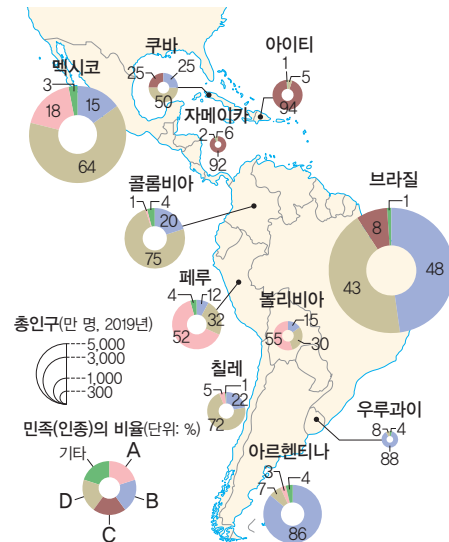 쿠바
25
25
50
아이티
1
5
94
멕시코
3
15
18
64
자메이카
2
6
92
콜롬비아
1
4
20
75
브라질
1
8
48
43
페루
4
12
32
52
볼리비아
15
55
30
총인구(만 명, 2019년)
5,000
3,000
1,000
300
칠레
5
1
22
72
우루과이
8
4
88
민족(인종)의 비율(단위: %)
기타
A
D
B
C
아르헨티나
3
4
7
86